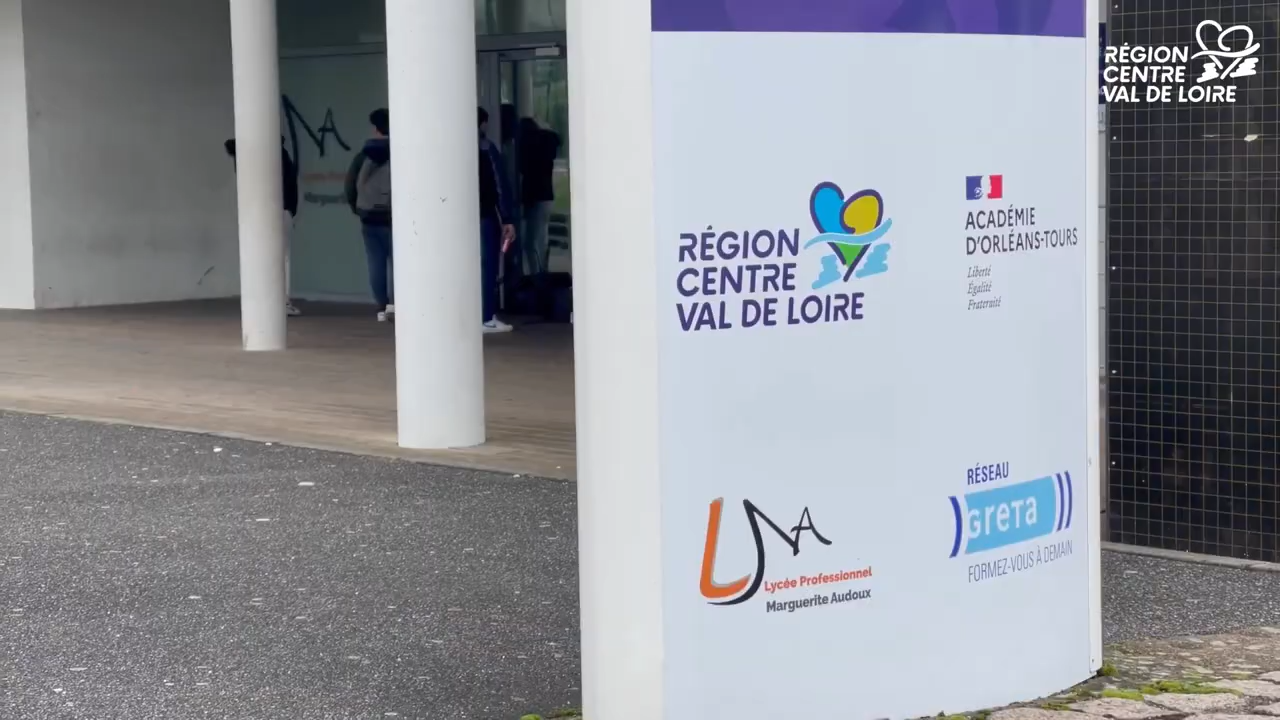 RÉGION
CENTRE
VAL DE LOIRE
RÉGION
CENTRE
VAL DE LOIRE
ACADÉMIE
D'ORLÉANS-TOURS
Liberté
Égalité
Fraternité
Lycée Professionnel
Marguerite Audoux
RÉSEAU
GRETA
FORMEZ-VOUS À DEMAIN